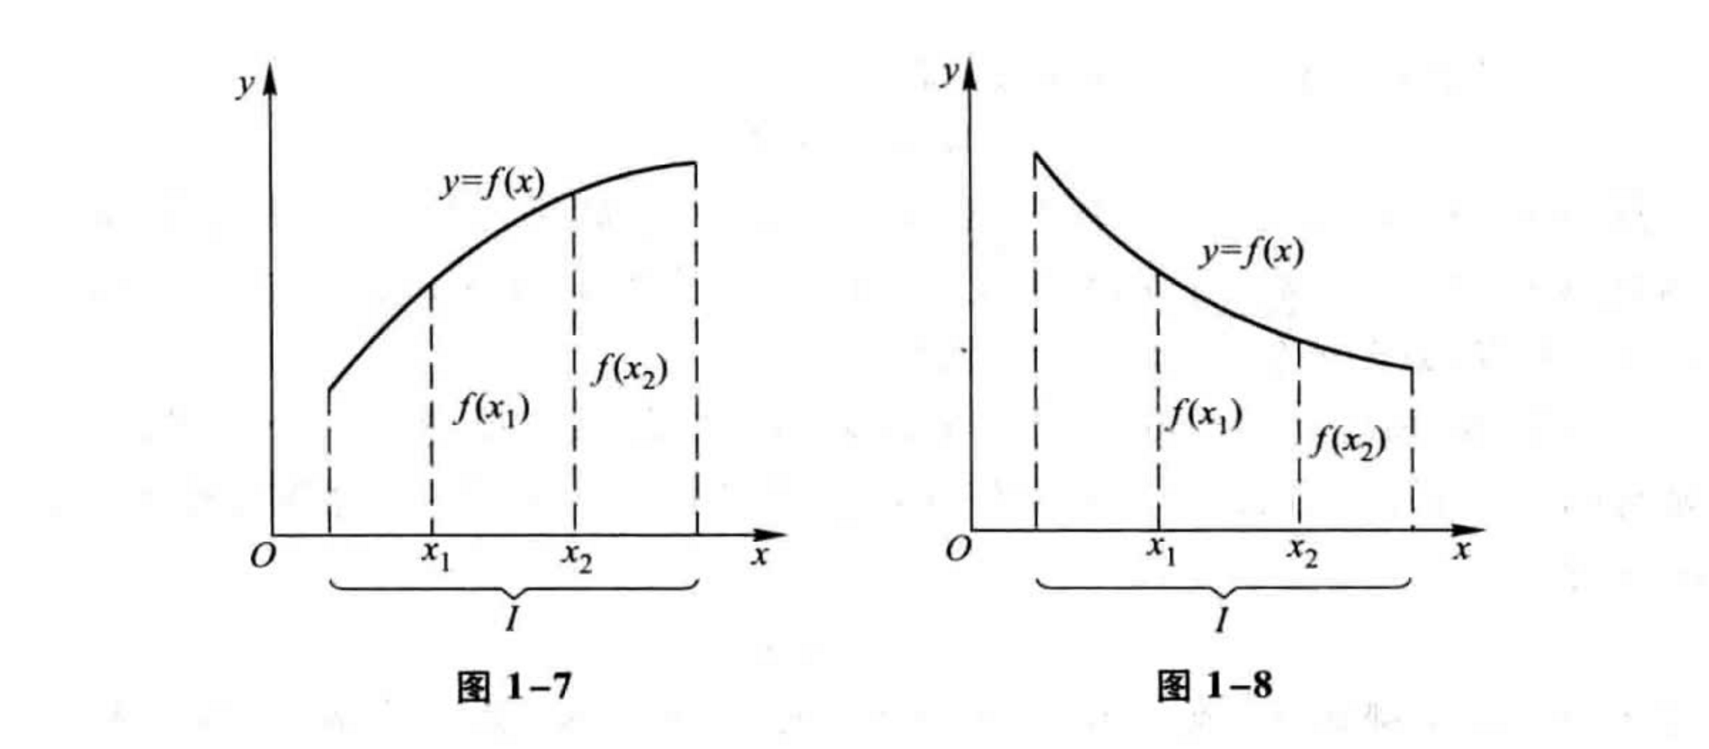 y
y=f(x)
f(x₂)
f(x₁)
O
x₁
x₂
x
I
图 1-7
y
y=f(x)
f(x₁)
f(x₂)
O
x₁
x₂
x
I
图 1-8